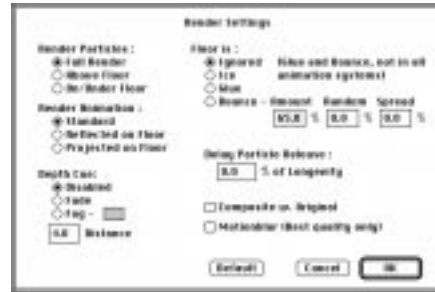 Render Settings
Render Particles :
Full Render
Above Floor
On/Under Floor
Render Animation :
Standard
Reflected on Floor
Projected on Floor
Depth Cue:
Disabled
Fade
Fog -
Distance
Floor is :
Ignored (Glue and Bounce, not in all
Ice animation systems)
Glue
Bounce - Amount Random Spread
65.0 % 0.0 % 0.0 %
Delay Particle Release :
0.0 % of Longevity
Composite w. Original
MotionBlur (Best quality only)
Default Cancel OK